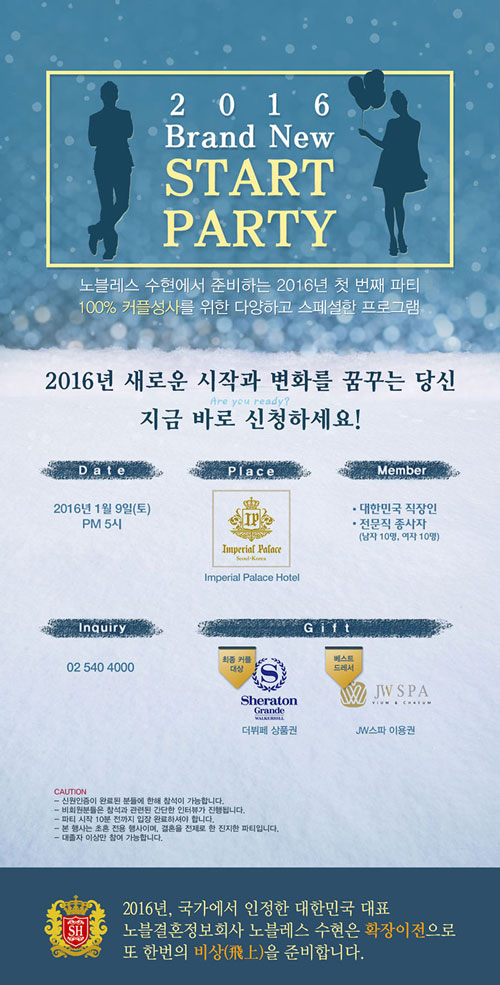 2 0 1 6
Brand New
START
PARTY
노블레스 수현에서 준비하는 2016년 첫 번째 파티
100% 커플성사를 위한 다양하고 스페셜한 프로그램
2016년 새로운 시작과 변화를 꿈꾸는 당신
Are you ready?
지금 바로 신청하세요!
Date
2016년 1월 9일(토)
PM 5시
Place
IP
Imperial Palace
Seoul·Korea
Imperial Palace Hotel
Member
• 대한민국 직장인
• 전문직 종사자
(남자 10명, 여자 10명)
Inquiry
02 540 4000
Gift
최종 커플
대상
S
Sheraton
Grande
WALKERHILL
더뷔페 상품권
베스트
드레서
JW SPA
VIUM & CHAEUM
JW스파 이용권
CAUTION
- 신원인증이 완료된 분들에 한해 참석이 가능합니다.
- 비회원분들은 참석과 관련된 간단한 인터뷰가 진행됩니다.
- 파티 시작 10분 전까지 입장 완료하셔야 합니다.
- 본 행사는 초혼 전용 행사이며, 결혼을 전제로 한 진지한 파티입니다.
- 대졸자 이상만 참여 가능합니다.
SH
2016년, 국가에서 인정한 대한민국 대표
노블결혼정보회사 노블레스 수현은 확장이전으로
또 한번의 비상(飛上)을 준비합니다.